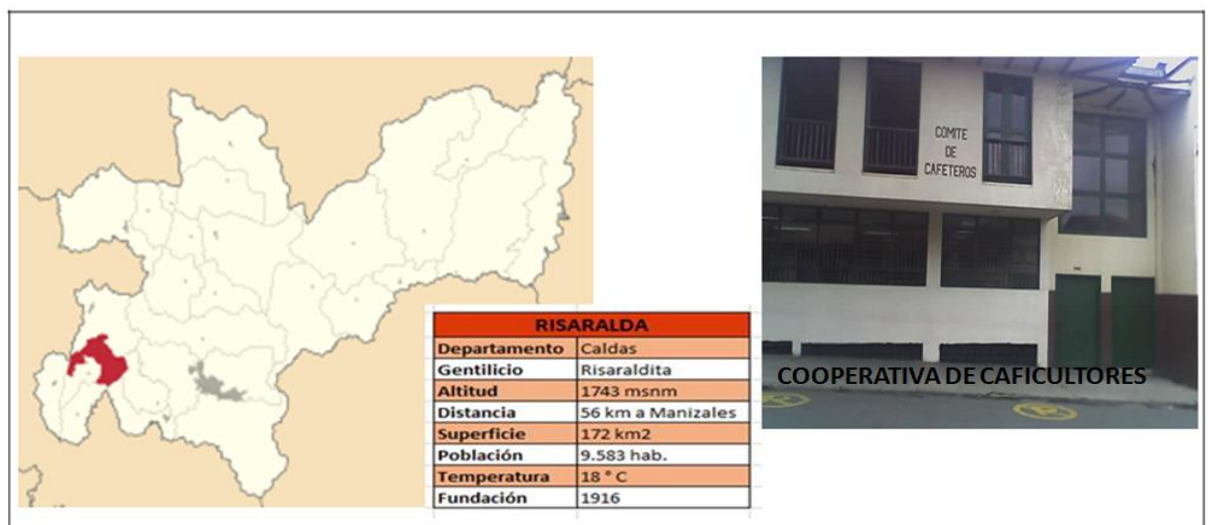 RISARALDA
Departamento Caldas
Gentilicio Risaraldita
Altitud 1743 msnm
Distancia 56 km a Manizales
Superficie 172 km2
Población 9.583 hab.
Temperatura 18 ° C
Fundación 1916
COMITE
DE
CAFETEROS
COOPERATIVA DE CAFICULTORES